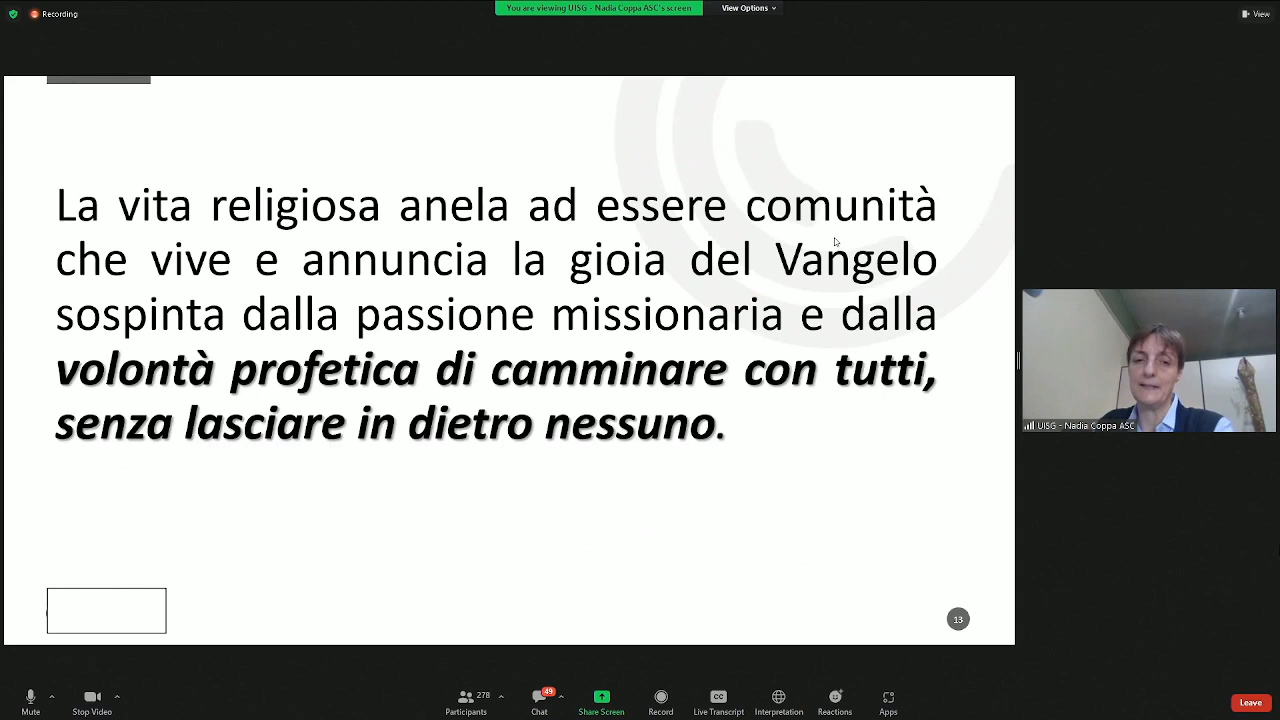 Recording
You are viewing UISG - Nadia Coppa ASC's screen
View Options
View
La vita religiosa anela ad essere comunità
che vive e annuncia la gioia del Vangelo
sospinta dalla passione missionaria e dalla
volontà profetica di camminare con tutti,
senza lasciare in dietro nessuno.
13
UISG - Nadia Coppa ASC
Mute
Stop Video
278
Participants
49
Chat
Share Screen
Record
CC
Live Transcript
Interpretation
Reactions
Apps
Leave